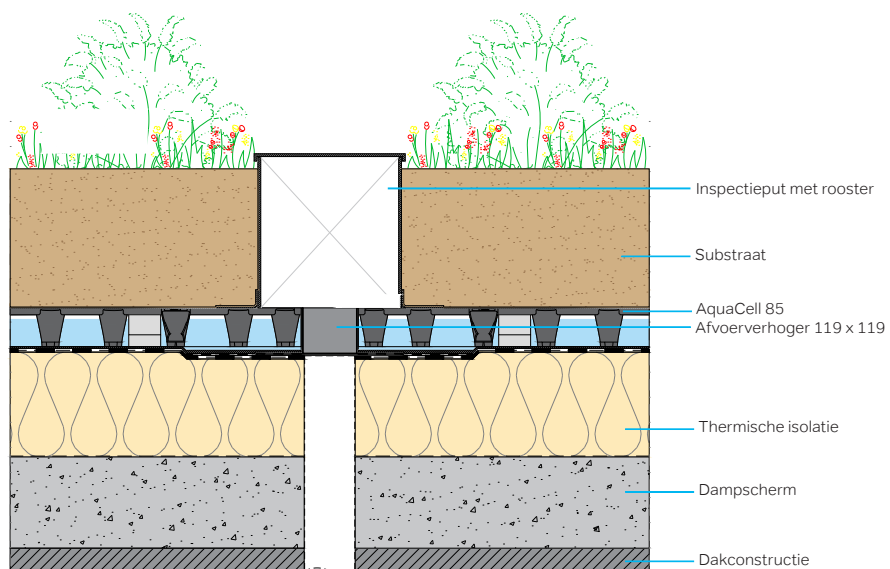 Inspectieput met rooster
Substraat
AquaCell 85
Afvoerverhoger 119 x 119
Thermische isolatie
Dampscherm
Dakconstructie